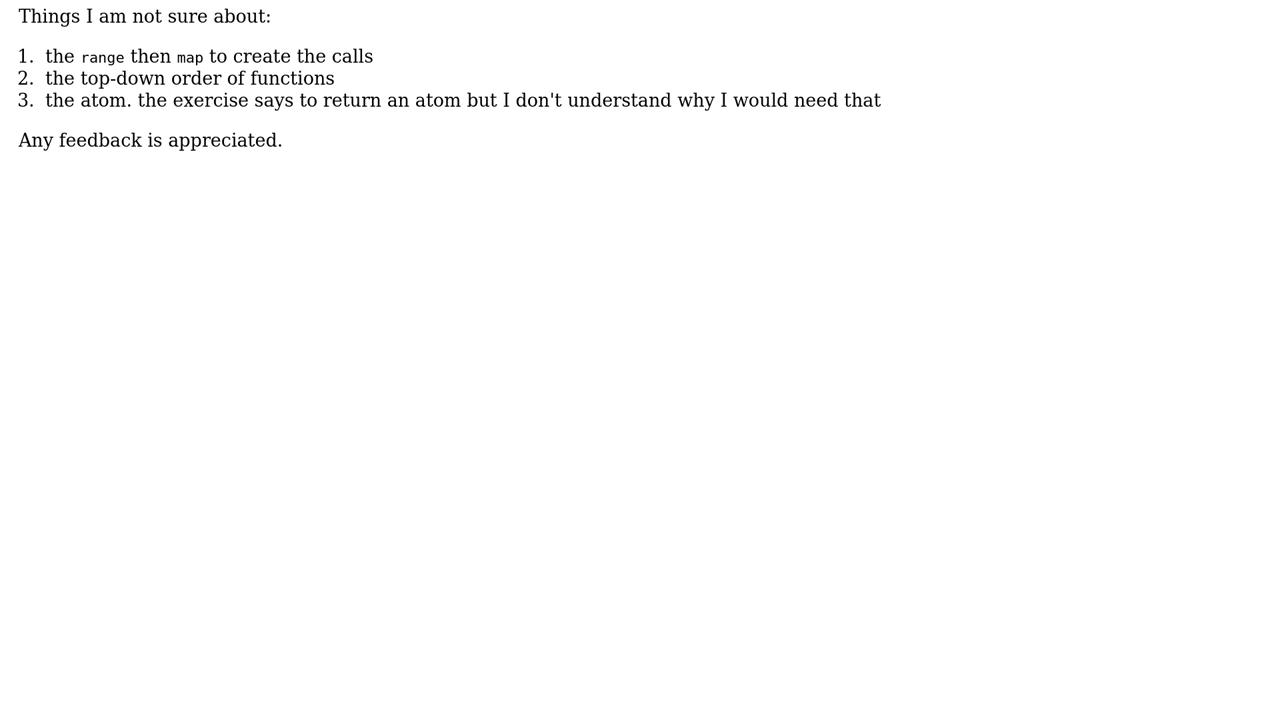 Things I am not sure about:
1. the range then map to create the calls
2. the top-down order of functions
3. the atom. the exercise says to return an atom but I don't understand why I would need that
Any feedback is appreciated.